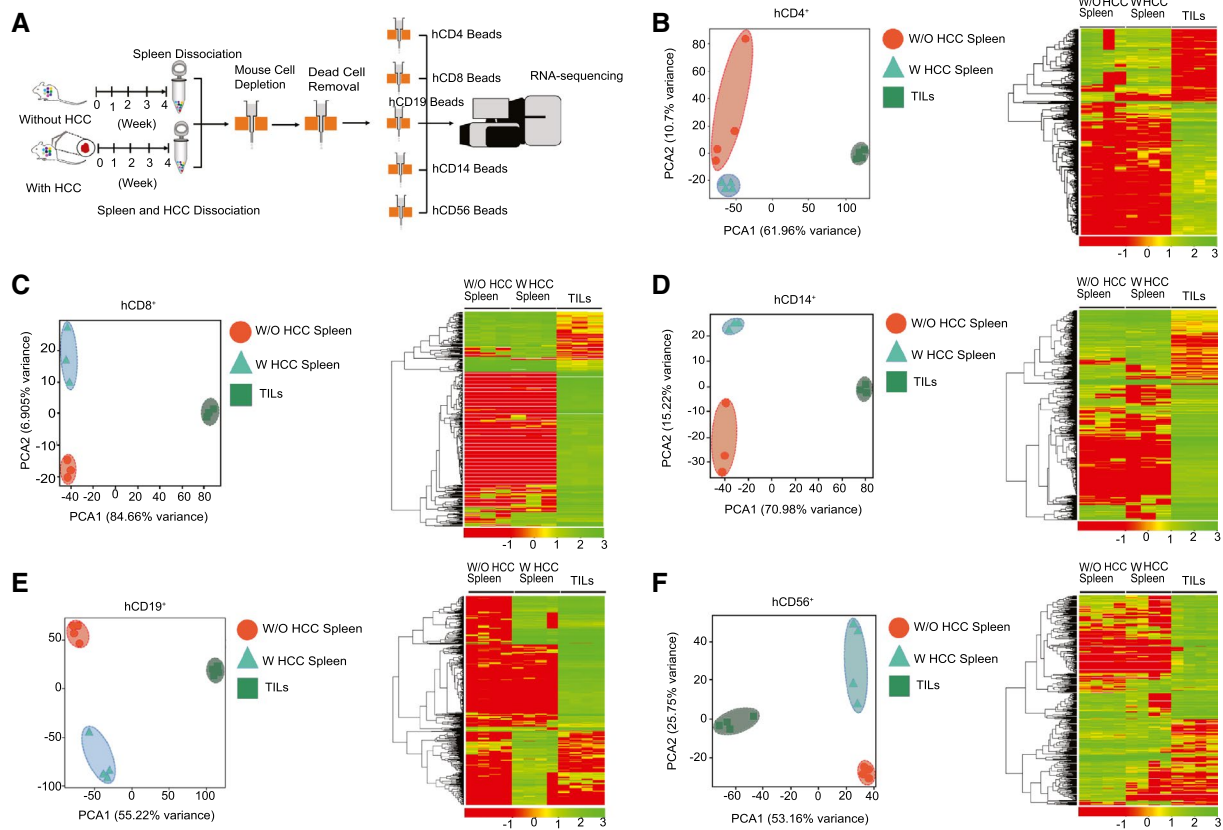 A
Spleen Dissociation
Without HCC
0 1 2 3 4
(Week)
With HCC
0 1 2 3 4
(Week)
Spleen and HCC Dissociation
Mouse Cell
Depletion
Dead Cell
Removal
hCD4 Beads
hCD8 Beads
hCD19 Beads
hCD14 Beads
hCD56 Beads
RNA-sequencing
B
hCD4+
PCA2 (10.7% variance)
80
60
40
20
0
-20
-50 0 50 100
PCA1 (61.96% variance)
W/O HCC Spleen
W HCC Spleen
TILs
W/O HCC W HCC
Spleen Spleen TILs
-1 0 1 2 3
C
hCD8+
PCA2 (6.905% variance)
20
10
0
-10
-20
-40 -20 0 20 40 60 80
PCA1 (84.66% variance)
W/O HCC Spleen
W HCC Spleen
TILs
W/O HCC W HCC
Spleen Spleen TILs
-1 0 1 2 3
D
hCD14+
PCA2 (15.22% variance)
20
10
0
-10
-20
-30
-40 -20 0 20 40 60 80
PCA1 (70.98% variance)
W/O HCC Spleen
W HCC Spleen
TILs
W/O HCC W HCC
Spleen Spleen TILs
-1 0 1 2 3
E
hCD19+
PCA2 (25.75% variance)
50
0
-50
-100
-50 0 50 100
PCA1 (55.22% variance)
W/O HCC Spleen
W HCC Spleen
TILs
W/O HCC W HCC
Spleen Spleen TILs
-1 0 1 2 3
F
hCD56+
PCA2 (25.75% variance)
40
20
0
-20
-60 -40 0 20 40
PCA1 (53.16% variance)
W/O HCC Spleen
W HCC Spleen
TILs
W/O HCC W HCC
Spleen Spleen TILs
-1 0 1 2 3